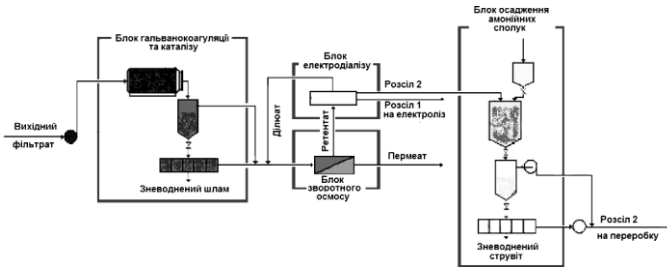 Блок гальванокоагуляції
та каталізу
Блок
електродіалізу
Блок осадження
амонійних
сполук
Вихідний
фільтрат
Ділюат
Ретентат
Розсіл 2
Розсіл 1
на електроліз
Пермеат
Блок
зворотного
осмосу
Зневоднений шлам
Розсіл 2
на переробку
Зневоднений
струвіт